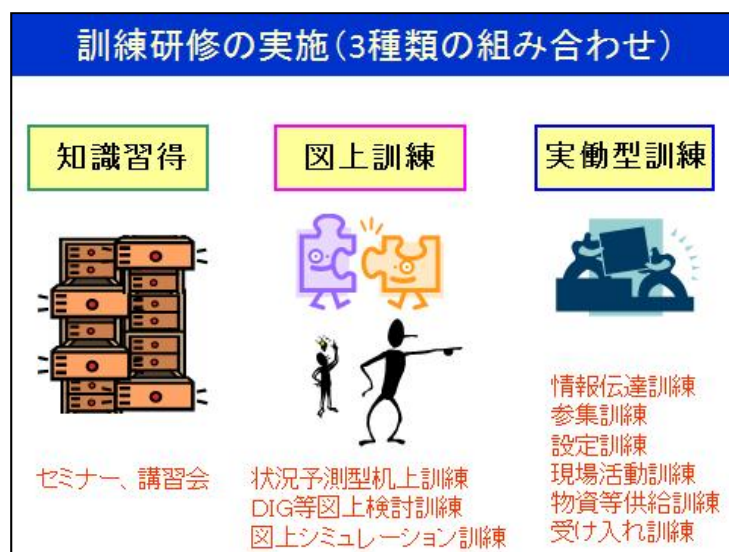 訓練研修の実施(3種類の組み合わせ)
知識習得
図上訓練
実働型訓練
セミナー、講習会
状況予測型机上訓練
DIG等図上検討訓練
図上シミュレーション訓練
情報伝達訓練
参集訓練
設定訓練
現場活動訓練
物資等供給訓練
受け入れ訓練